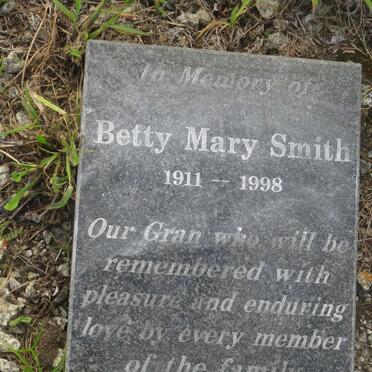 In Memory of
Betty Mary Smith
1911 -- 1998
Our Gran who will be
remembered with
pleasure and enduring
love by every member
of the family